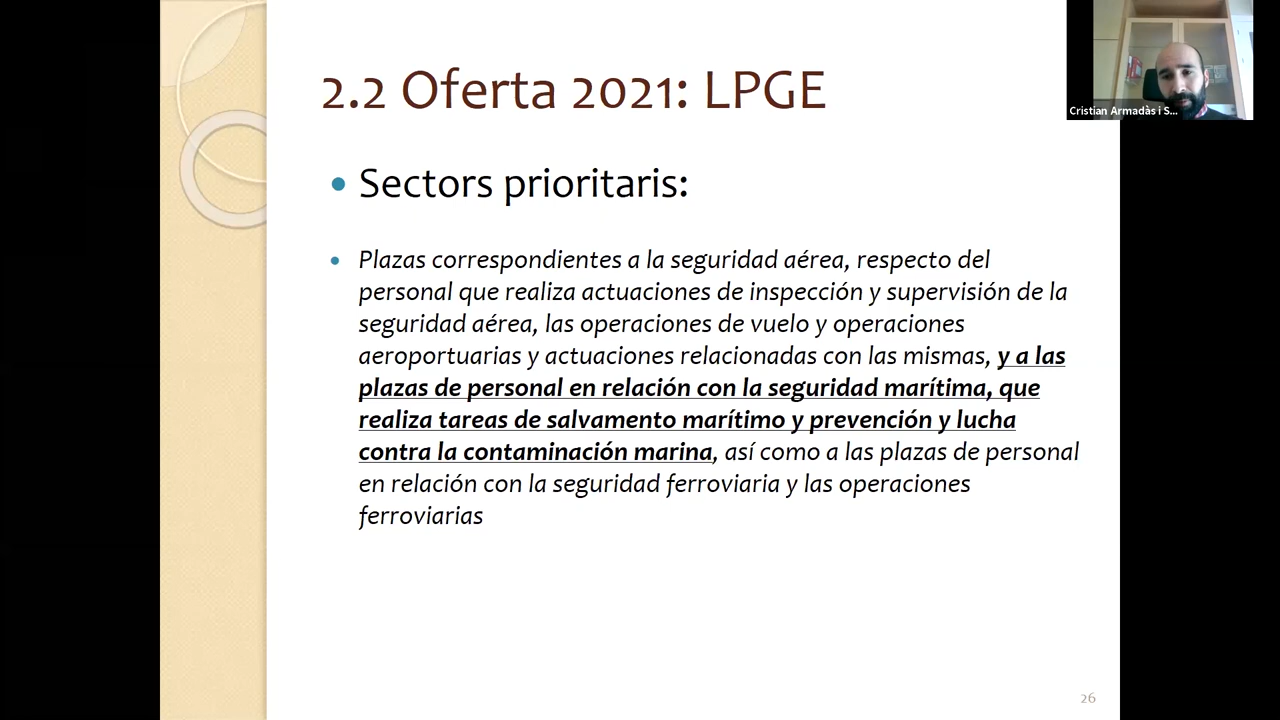 2.2 Oferta 2021: LPGE
Cristian Armadàs i S...
• Sectors prioritaris:
• Plazas correspondientes a la seguridad aérea, respecto del
personal que realiza actuaciones de inspección y supervisión de la
seguridad aérea, las operaciones de vuelo y operaciones
aeroportuarias y actuaciones relacionadas con las mismas, y a las
plazas de personal en relación con la seguridad marítima, que
realiza tareas de salvamento marítimo y prevención y lucha
contra la contaminación marina, así como a las plazas de personal
en relación con la seguridad ferroviaria y las operaciones
ferroviarias
26